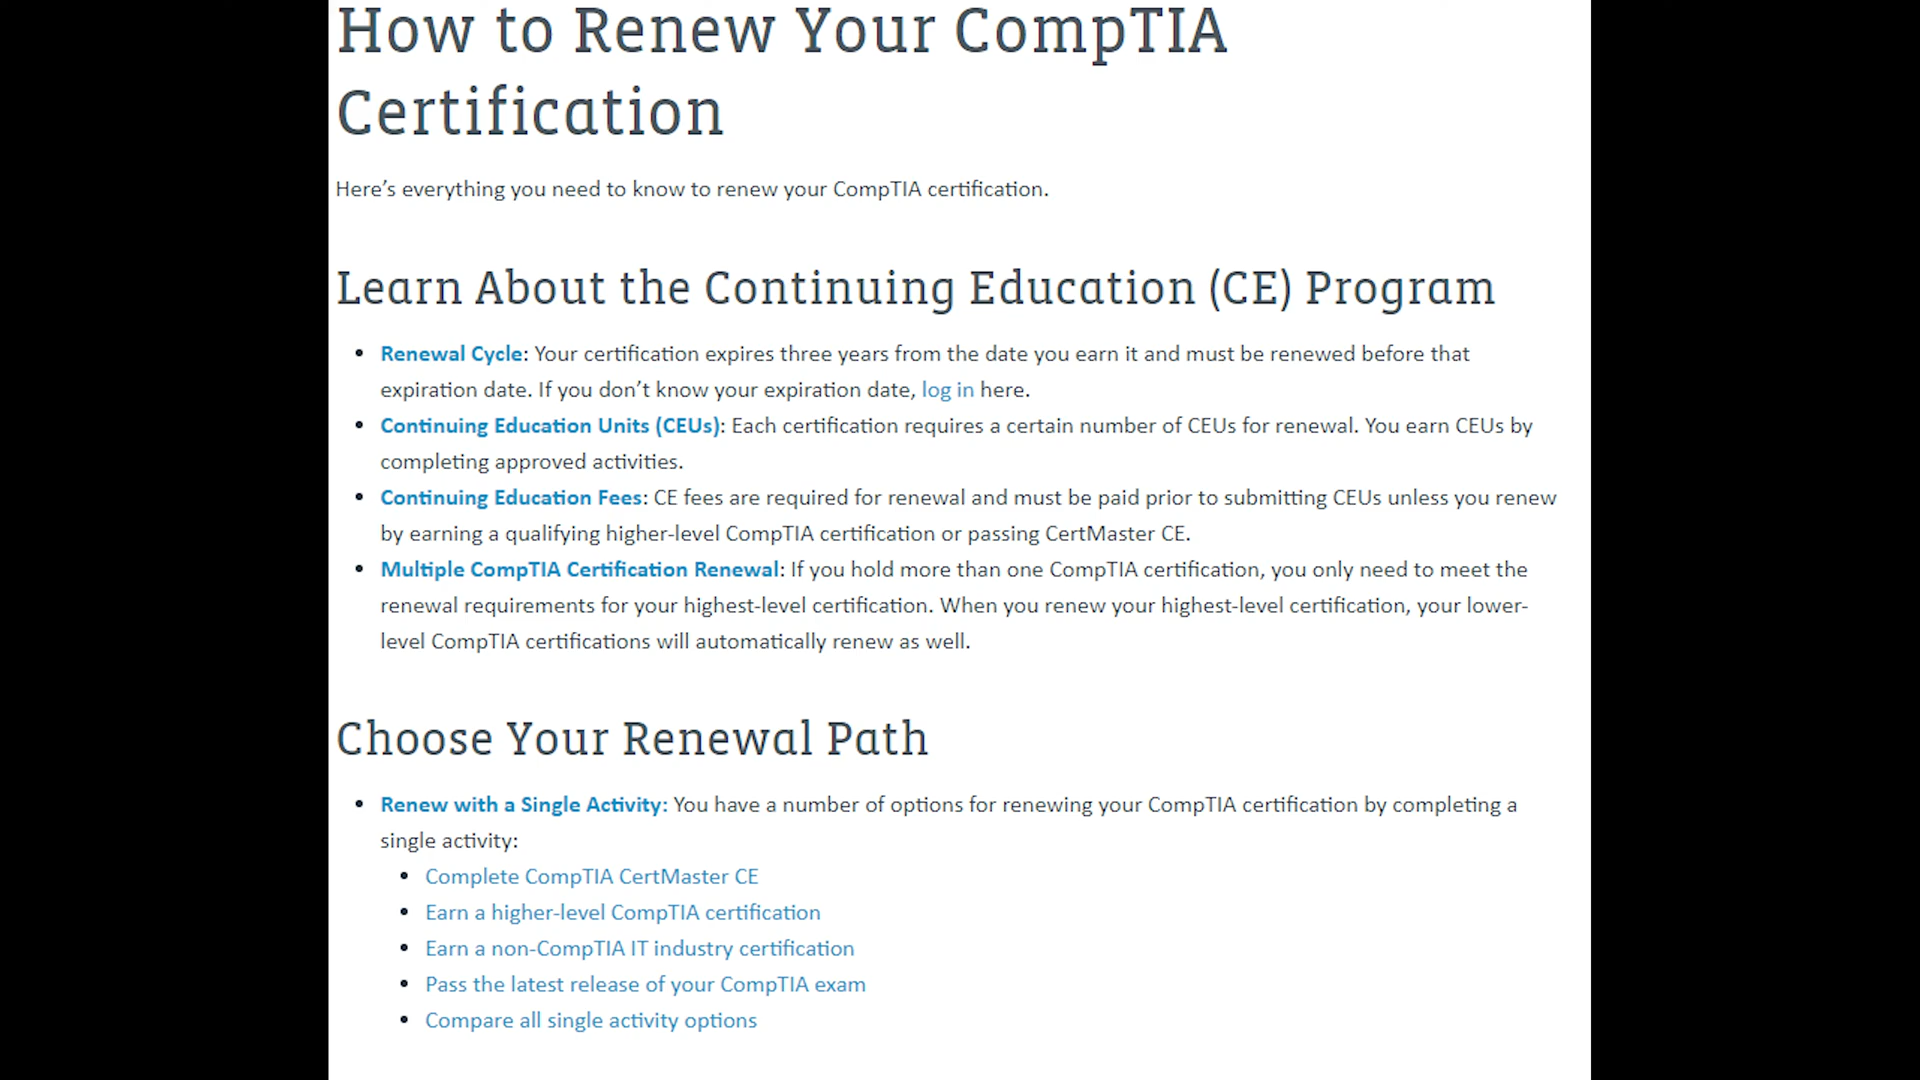 How to Renew Your CompTIA
Certification
Here’s everything you need to know to renew your CompTIA certification.
Learn About the Continuing Education (CE) Program
• Renewal Cycle: Your certification expires three years from the date you earn it and must be renewed before that
expiration date. If you don’t know your expiration date, log in here.
• Continuing Education Units (CEUs): Each certification requires a certain number of CEUs for renewal. You earn CEUs by
completing approved activities.
• Continuing Education Fees: CE fees are required for renewal and must be paid prior to submitting CEUs unless you renew
by earning a qualifying higher-level CompTIA certification or passing CertMaster CE.
• Multiple CompTIA Certification Renewal: If you hold more than one CompTIA certification, you only need to meet the
renewal requirements for your highest-level certification. When you renew your highest-level certification, your lower-
level CompTIA certifications will automatically renew as well.
Choose Your Renewal Path
• Renew with a Single Activity: You have a number of options for renewing your CompTIA certification by completing a
single activity:
• Complete CompTIA CertMaster CE
• Earn a higher-level CompTIA certification
• Earn a non-CompTIA IT industry certification
• Pass the latest release of your CompTIA exam
• Compare all single activity options